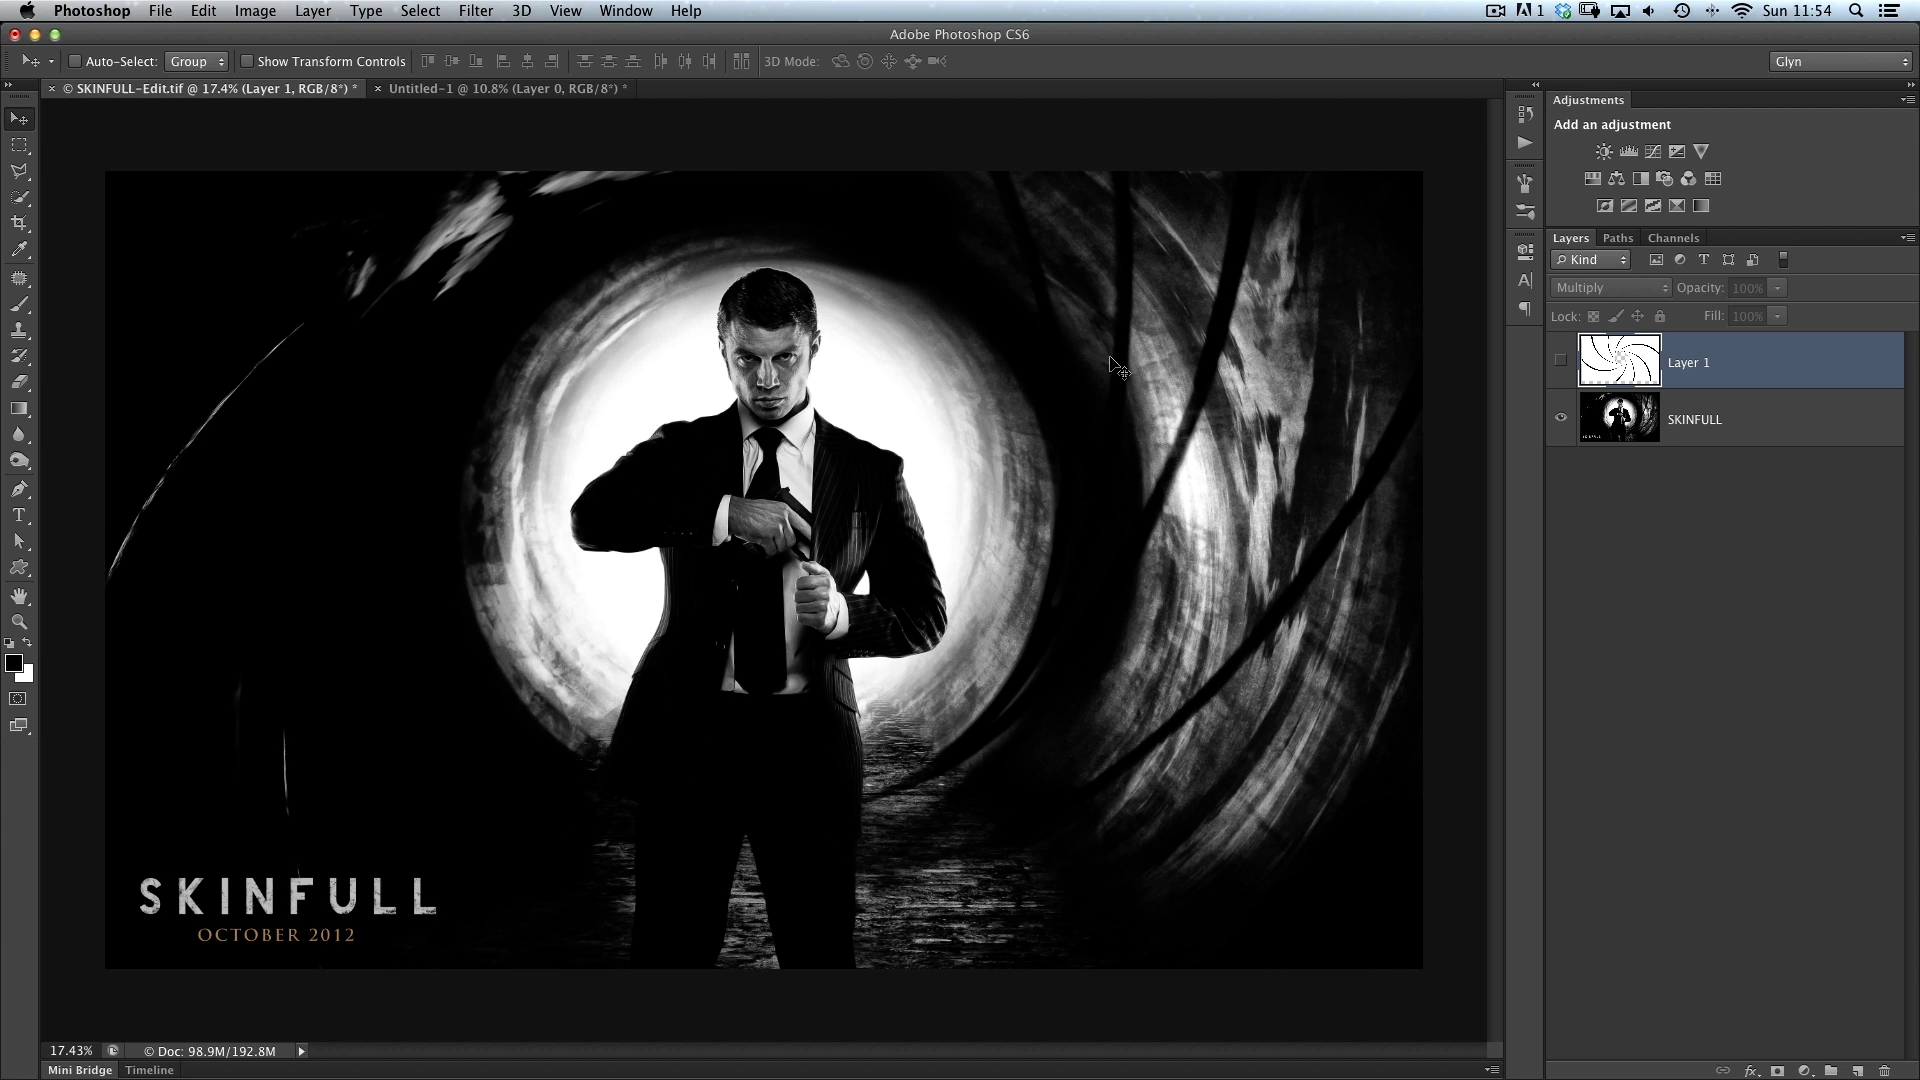 Photoshop File Edit Image Layer Type Select Filter 3D View Window Help 1 Sun 11:54
Adobe Photoshop CS6
Auto-Select: Group Show Transform Controls 3D Mode: Glyn
× © SKINFULL-Edit.tif @ 17.4% (Layer 1, RGB/8*) * × Untitled-1 @ 10.8% (Layer 0, RGB/8*) *
Adjustments
Add an adjustment
Layers Paths Channels
Kind
Multiply Opacity: 100%
Lock: Fill: 100%
Layer 1
SKINFULL
SKINFULL
OCTOBER 2012
17.43% © Doc: 98.9M/192.8M
Mini Bridge Timeline